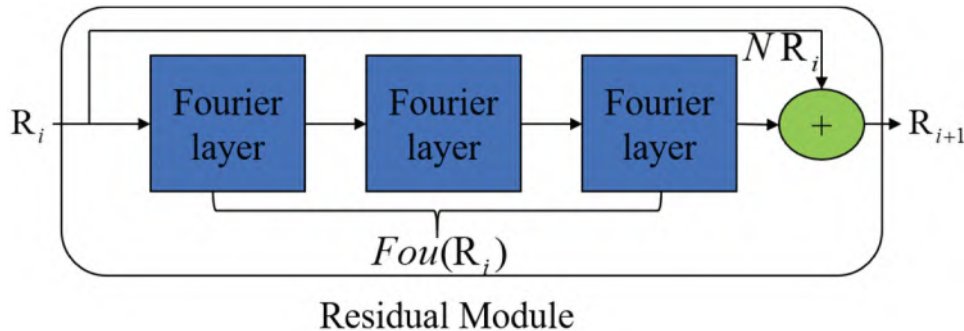 N R_i
R_i
Fourier layer
Fourier layer
Fourier layer
+
R_{i+1}
Fou(R_i)
Residual Module